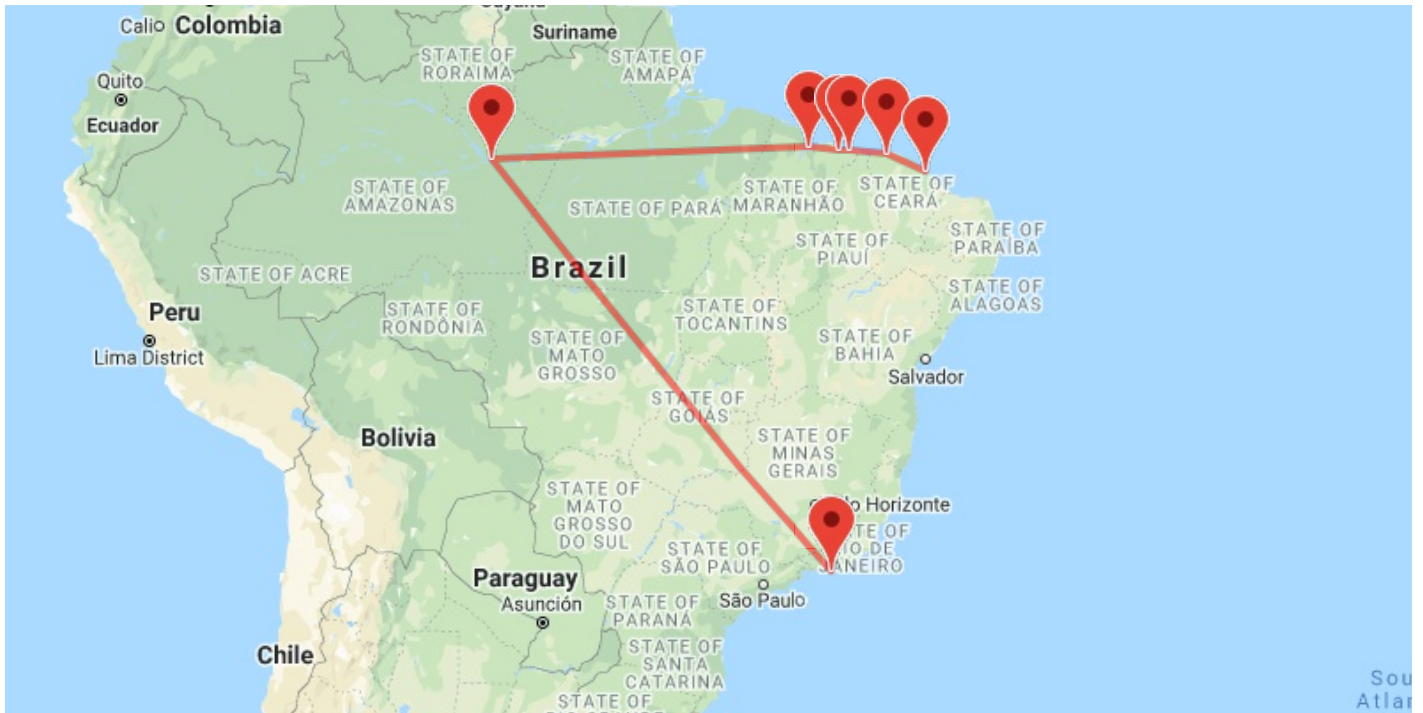 Cali
Colombia
Suriname
STATE OF
RORAIMA
STATE OF
AMAPÁ
Quito
Ecuador
STATE OF
AMAZONAS
STATE OF PARÁ
STATE OF
MARANHÃO
STATE OF
CEARÁ
STATE OF
PARAÍBA
STATE OF
PIAUÍ
Brazil
STATE OF ACRE
STATE OF
ALAGOAS
Peru
STATE OF
RONDÔNIA
STATE OF
TOCANTINS
Lima District
STATE OF
MATO
GROSSO
STATE OF
BAHIA
Salvador
STATE OF
GOIÁS
Bolivia
STATE OF
MINAS
GERAIS
STATE OF
MATO
GROSSO
DO SUL
Horizonte
STATE OF
SÃO PAULO
JANEIRO
Paraguay
Asunción
São Paulo
STATE OF
PARANÁ
Chile
STATE OF
SANTA
CATARINA
STATE OF
Sou
Atlan